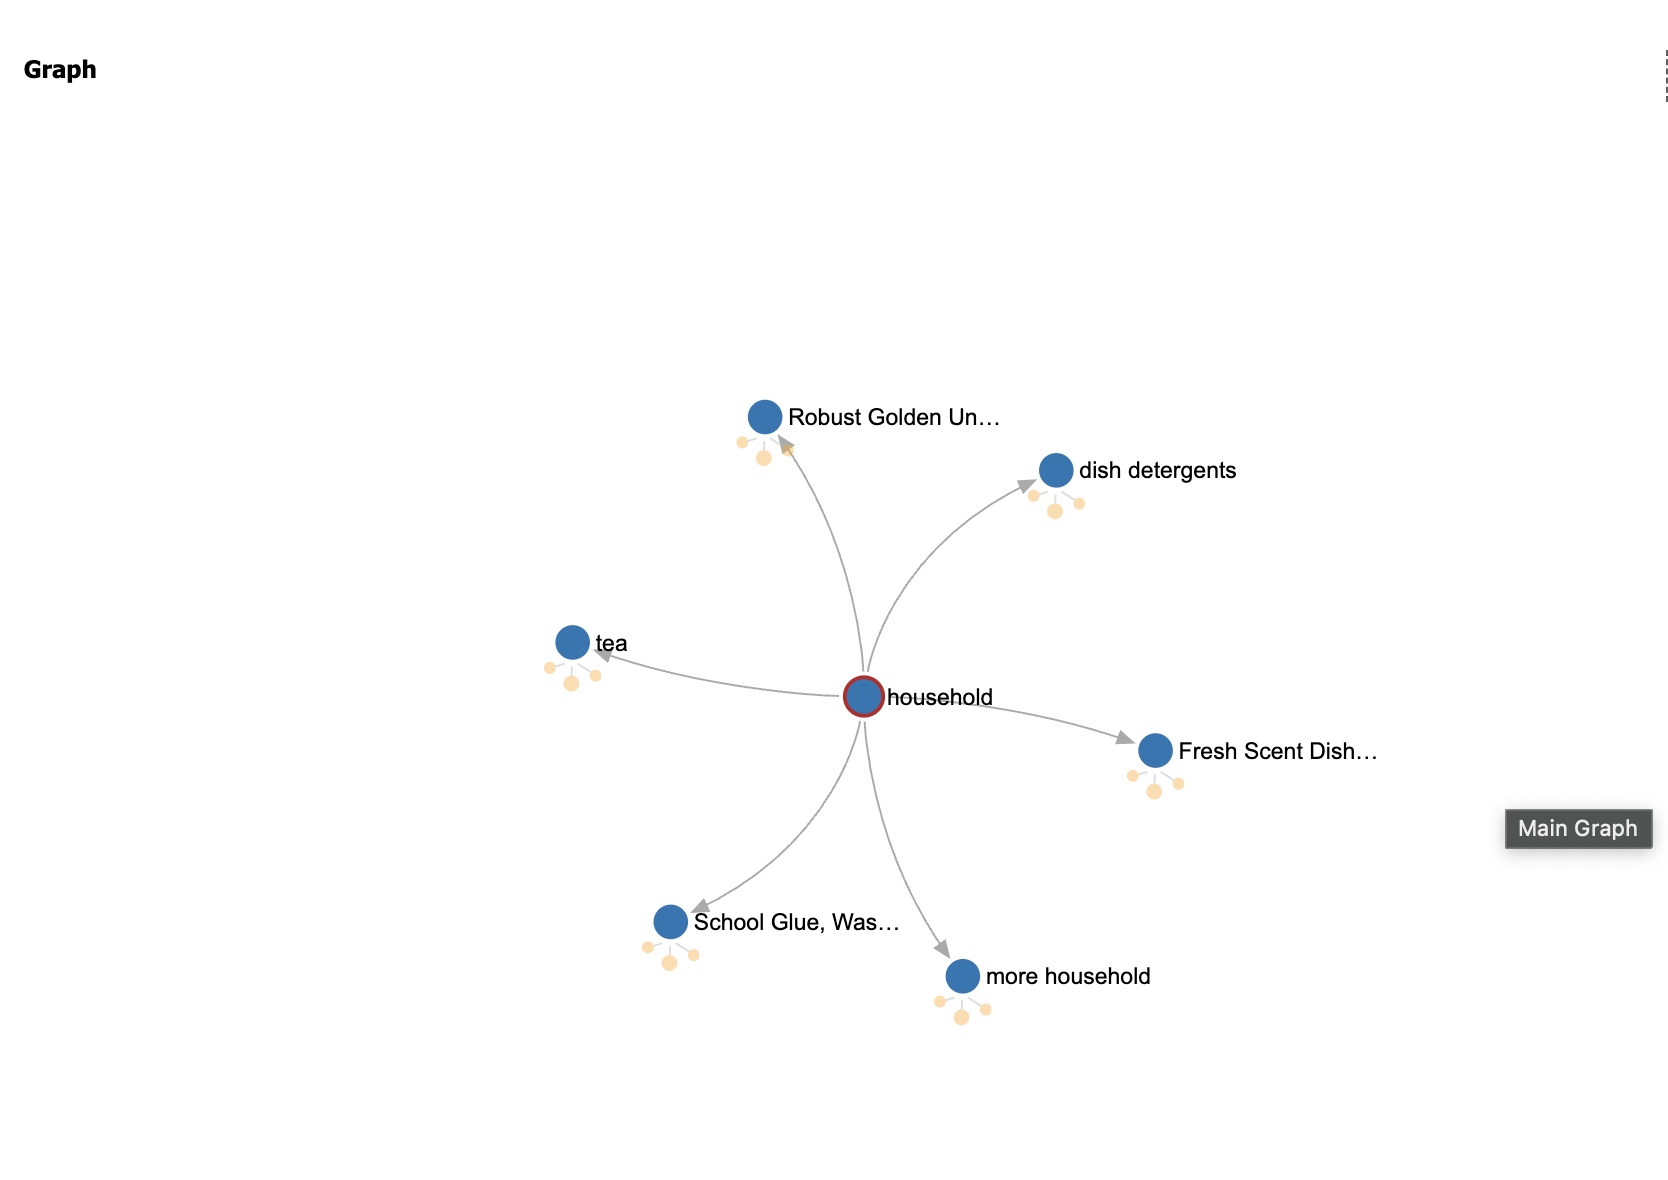 Graph
Robust Golden Un…
dish detergents
tea
household
Fresh Scent Dish…
Main Graph
School Glue, Was…
more household